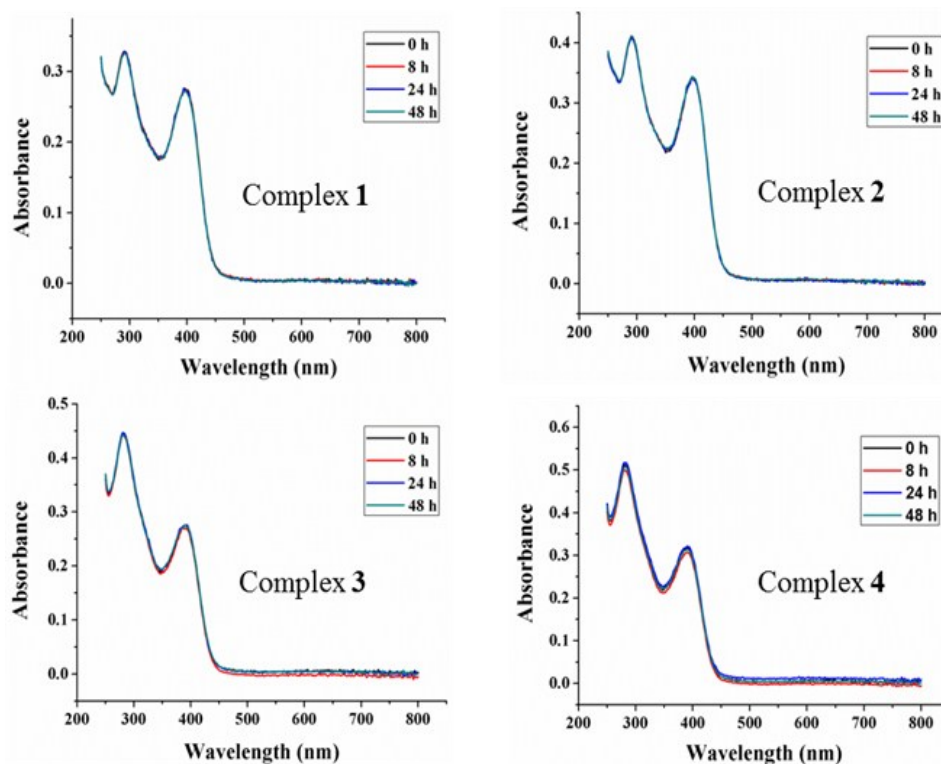 0.3
0.2
0.1
0.0
Absorbance
0 h
8 h
24 h
48 h
Complex 1
200 300 400 500 600 700 800
Wavelength (nm)
0.4
0.3
0.2
0.1
0.0
Absorbance
0 h
8 h
24 h
48 h
Complex 2
200 300 400 500 600 700 800
Wavelength (nm)
0.5
0.4
0.3
0.2
0.1
0.0
Absorbance
0 h
8 h
24 h
48 h
Complex 3
200 300 400 500 600 700 800
Wavelength (nm)
0.6
0.5
0.4
0.3
0.2
0.1
0.0
Absorbance
0 h
8 h
24 h
48 h
Complex 4
200 300 400 500 600 700 800
Wavelength (nm)